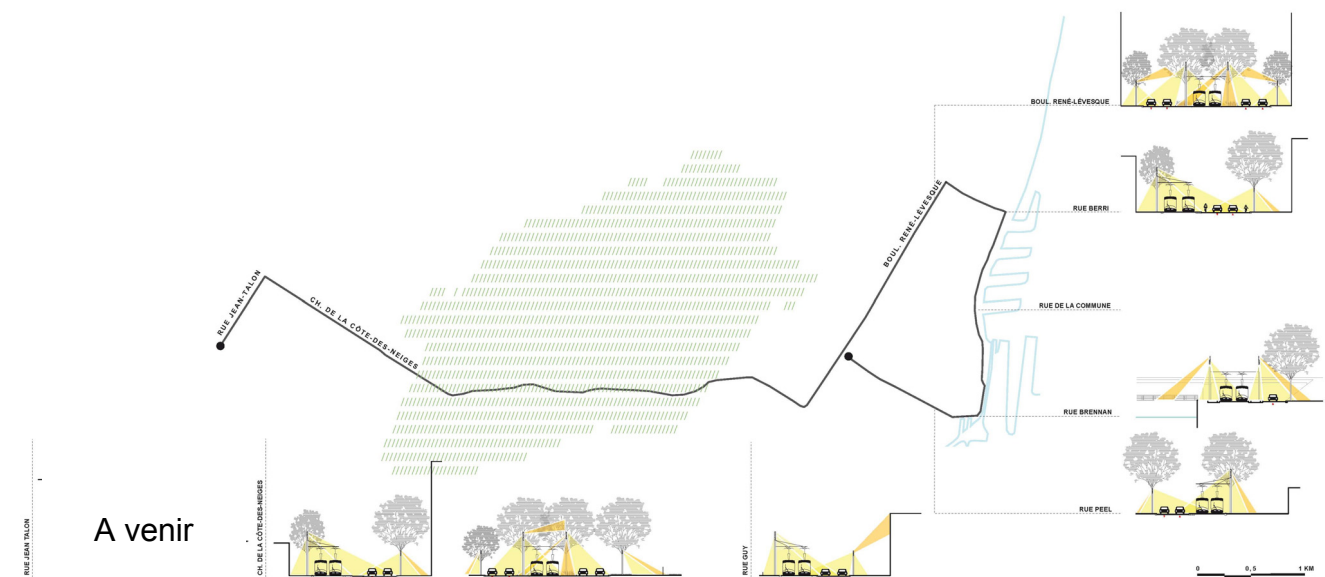 BOUL. RENÉ-LÉVESQUE
RUE BERRI
RUE DE LA COMMUNE
RUE BRENNAN
RUE PEEL
BOUL. RENÉ-LÉVESQUE
RUE JEAN-TALON
CH. DE LA CÔTE-DES-NEIGES
RUE JEAN TALON
A venir
CH. DE LA CÔTE-DES-NEIGES
RUE GUY
0 0,5 1 KM